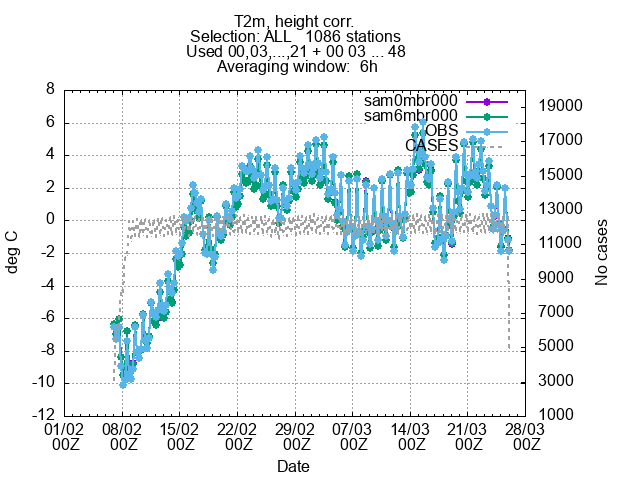 T2m, height corr.
Selection: ALL   1086 stations
Used 00,03,...,21 + 00 03 ... 48
Averaging window:  6h
sam0mbr000
sam6mbr000
OBS
CASES
8
6
4
2
0
-2
-4
-6
-8
-10
-12
deg C
19000
17000
15000
13000
11000
9000
7000
5000
3000
1000
No cases
01/02 08/02 15/02 22/02 29/02 07/03 14/03 21/03 28/03
00Z 00Z 00Z 00Z 00Z 00Z 00Z 00Z 00Z
Date